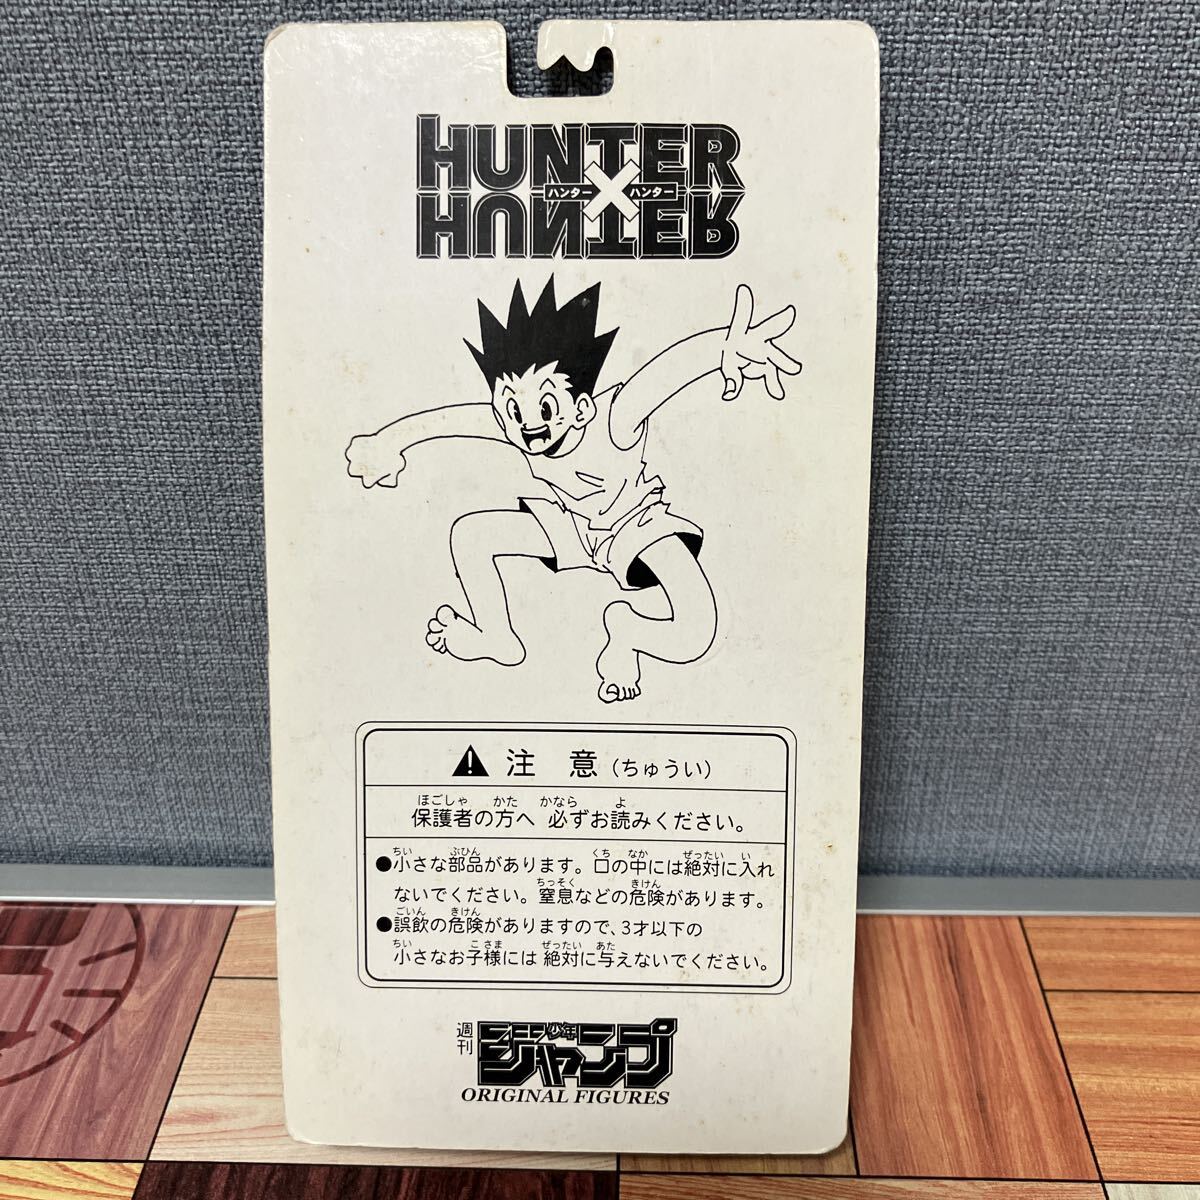 HUNTER
ハンター×ハンター
HUNTER
注意(ちゅうい)
ほごしゃ かた かなら よ
保護者の方へ 必ずお読みください。
ちい ぶひん くち なか ぜったい い
●小さな部品があります。口の中には絶対に入れ
ちっそく きけん
ないでください。窒息などの危険があります。
ごいん きけん
●誤飲の危険がありますので、3才以下の
ちい こさま ぜったい あた
小さなお子様には 絶対に与えないでください。
週刊
少年
ジャンプ
ORIGINAL FIGURES